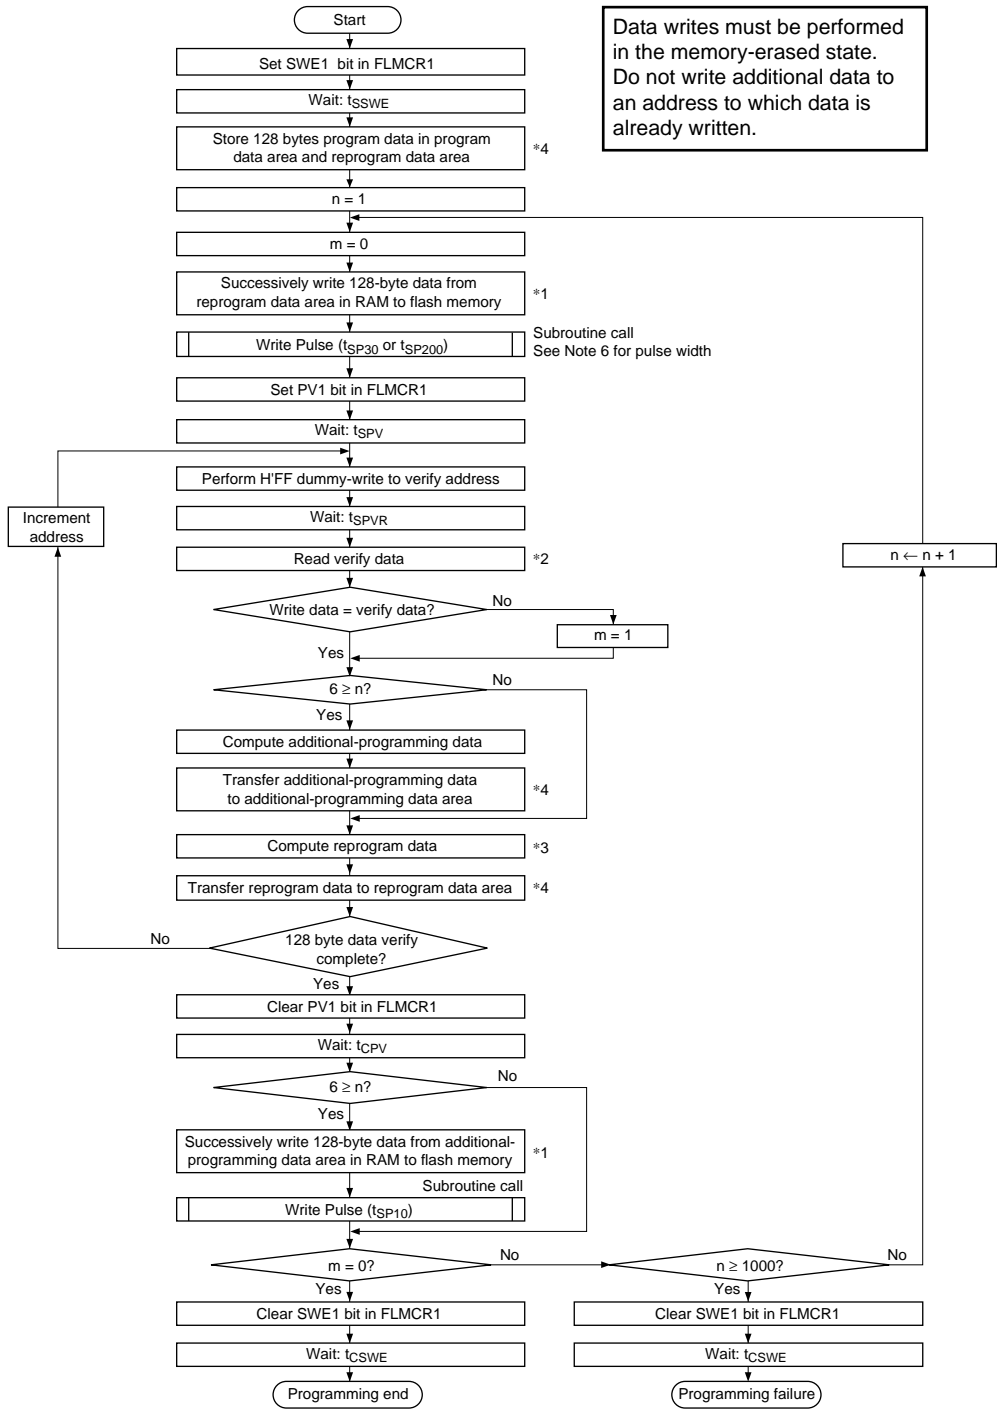 Start
Data writes must be performed
in the memory-erased state.
Do not write additional data to
an address to which data is
already written.
Set SWE1 bit in FLMCR1
Wait: tSSWE
Store 128 bytes program data in program
data area and reprogram data area
*4
n = 1
m = 0
Successively write 128-byte data from
reprogram data area in RAM to flash memory
*1
Write Pulse (tSP30 or tSP200)
Subroutine call
See Note 6 for pulse width
Set PV1 bit in FLMCR1
Wait: tSPV
Perform H'FF dummy-write to verify address
Increment
address
Wait: tSPVR
Read verify data
*2
n ← n + 1
Write data = verify data?
No
m = 1
Yes
6 ≥ n?
No
Yes
Compute additional-programming data
Transfer additional-programming data
to additional-programming data area
*4
Compute reprogram data
*3
Transfer reprogram data to reprogram data area
*4
No
128 byte data verify
complete?
Yes
Clear PV1 bit in FLMCR1
Wait: tCPV
6 ≥ n?
No
Yes
Successively write 128-byte data from additional-
programming data area in RAM to flash memory
*1
Subroutine call
Write Pulse (tSP10)
m = 0?
No
n ≥ 1000?
No
Yes
Yes
Clear SWE1 bit in FLMCR1
Clear SWE1 bit in FLMCR1
Wait: tCSWE
Wait: tCSWE
Programming end
Programming failure